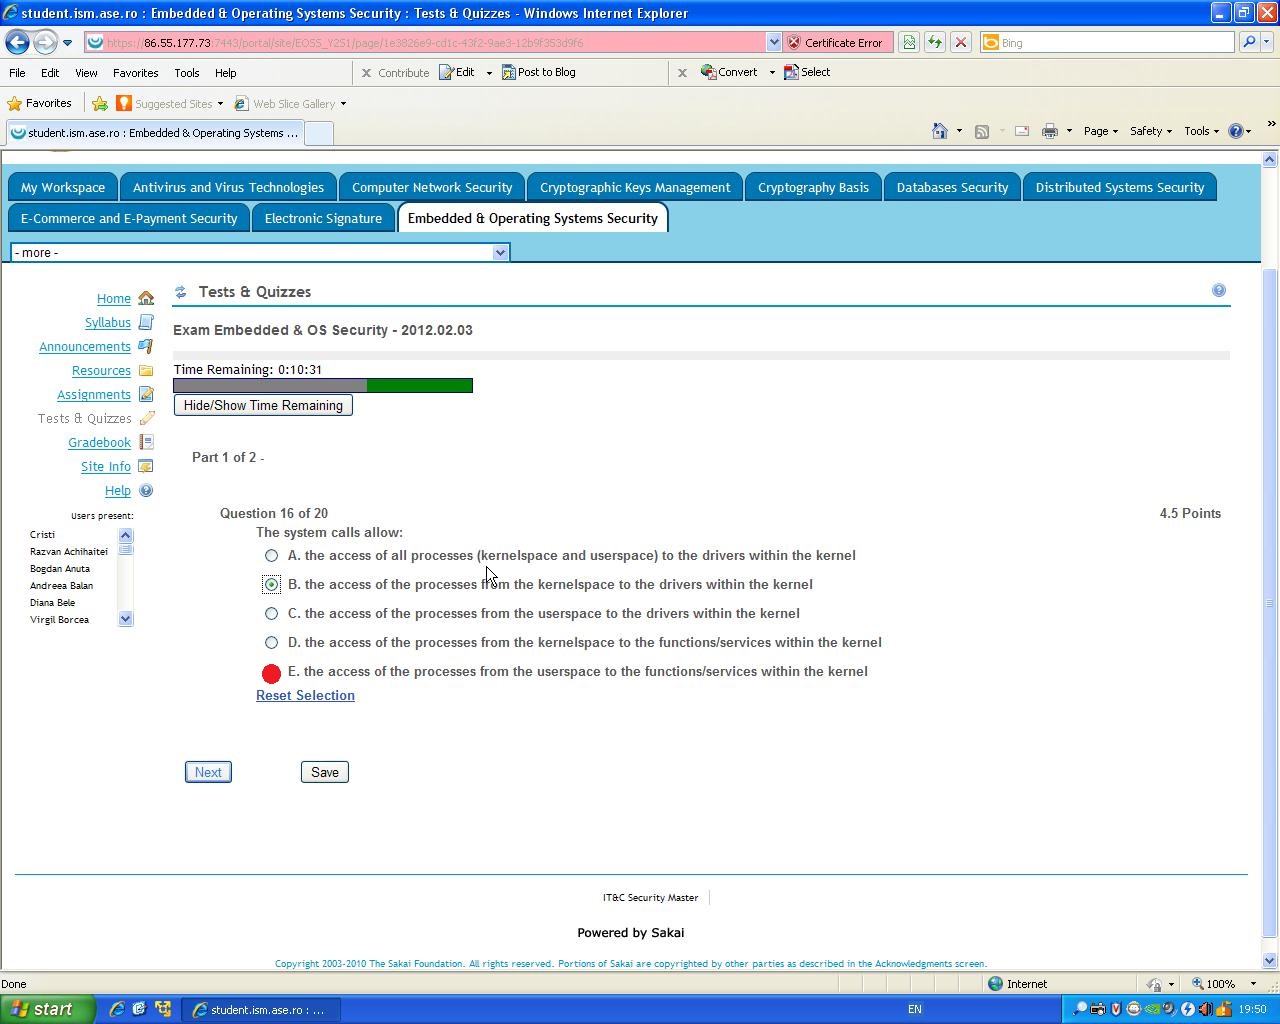 student.ism.ase.ro : Embedded & Operating Systems Security : Tests & Quizzes - Windows Internet Explorer
https://86.55.177.73:7443/portal/site/EOSS_Y2S1/page/1e3826e9-cd1c-43f2-9ae3-12b9f353d9f6 Certificate Error Bing
File Edit View Favorites Tools Help x Contribute Edit Post to Blog x Convert Select
Favorites Suggested Sites Web Slice Gallery
student.ism.ase.ro : Embedded & Operating Systems ... Page Safety Tools »
My Workspace Antivirus and Virus Technologies Computer Network Security Cryptographic Keys Management Cryptography Basis Databases Security Distributed Systems Security
E-Commerce and E-Payment Security Electronic Signature Embedded & Operating Systems Security
- more -
Home
Syllabus
Announcements
Resources
Assignments
Tests & Quizzes
Gradebook
Site Info
Help
Users present:
Cristi
Razvan Achihaitei
Bogdan Anuta
Andreea Balan
Diana Bele
Virgil Borcea
Tests & Quizzes
Exam Embedded & OS Security - 2012.02.03
Time Remaining: 0:10:31
Hide/Show Time Remaining
Part 1 of 2 -
Question 16 of 20 4.5 Points
The system calls allow:
A. the access of all processes (kernelspace and userspace) to the drivers within the kernel
B. the access of the processes from the kernelspace to the drivers within the kernel
C. the access of the processes from the userspace to the drivers within the kernel
D. the access of the processes from the kernelspace to the functions/services within the kernel
E. the access of the processes from the userspace to the functions/services within the kernel
Reset Selection
Next Save
IT&C Security Master
Powered by Sakai
Copyright 2003-2010 The Sakai Foundation. All rights reserved. Portions of Sakai are copyrighted by other parties as described in the Acknowledgments screen.
Done Internet 100%
start student.ism.ase.ro : ... EN 19:50